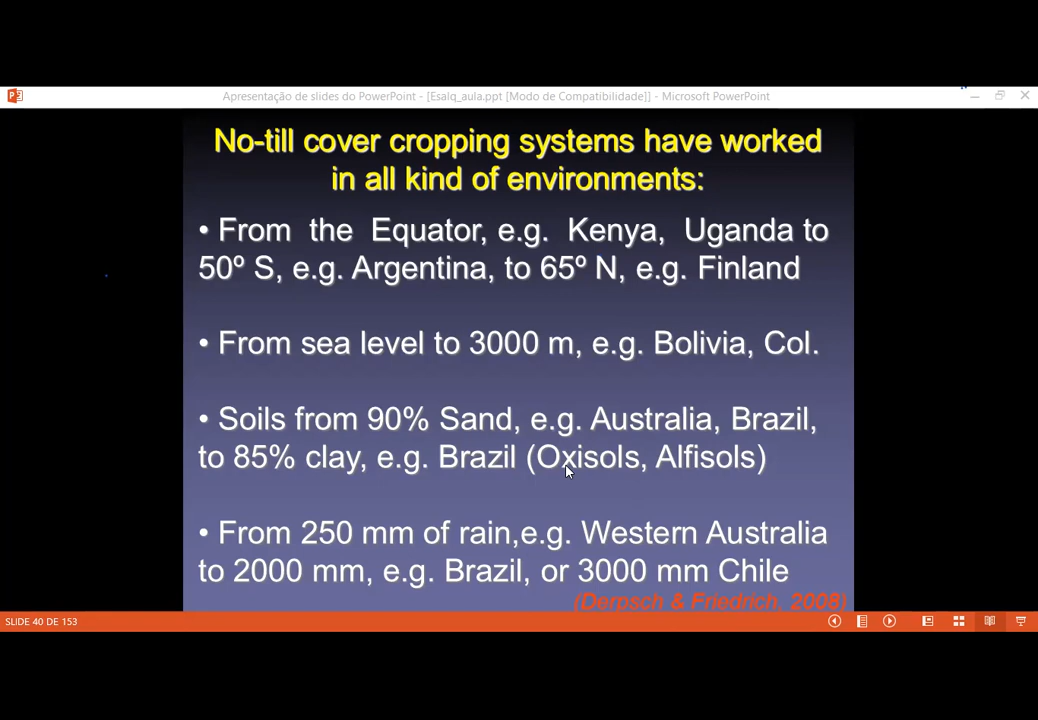 Apresentação de slides do PowerPoint - [Esalq_aula.ppt [Modo de Compatibilidade]] - Microsoft PowerPoint
No-till cover cropping systems have worked
in all kind of environments:
• From the Equator, e.g. Kenya, Uganda to
50º S, e.g. Argentina, to 65º N, e.g. Finland
• From sea level to 3000 m, e.g. Bolivia, Col.
• Soils from 90% Sand, e.g. Australia, Brazil,
to 85% clay, e.g. Brazil (Oxisols, Alfisols)
• From 250 mm of rain,e.g. Western Australia
to 2000 mm, e.g. Brazil, or 3000 mm Chile
(Derpsch & Friedrich, 2008)
SLIDE 40 DE 153